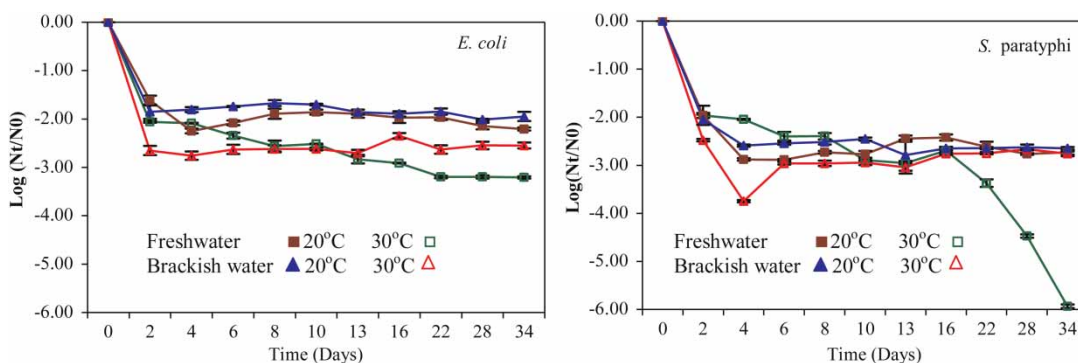 E. coli
Log (Nt/N0)
0.00
-1.00
-2.00
-3.00
-4.00
-5.00
-6.00
Freshwater 20°C 30°C
Brackish water 20°C 30°C
0 2 4 6 8 10 13 16 22 28 34
Time (Days)
S. paratyphi
Log(Nt/N0)
0.00
-1.00
-2.00
-3.00
-4.00
-5.00
-6.00
Freshwater 20°C 30°C
Brackish water 20°C 30°C
0 2 4 6 8 10 13 16 22 28 34
Time (Days)